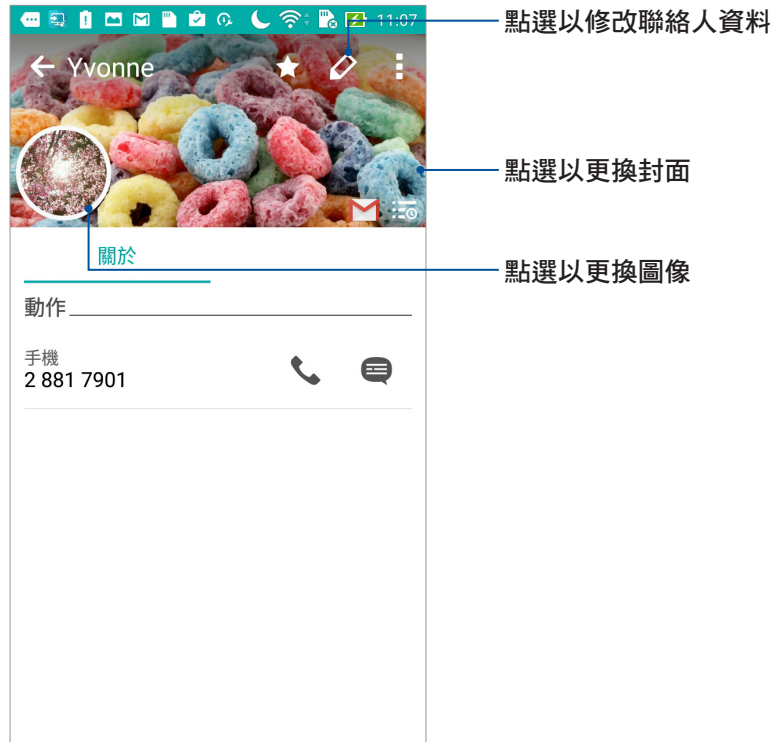 11:07
點選以修改聯絡人資料
Yvonne
點選以更換封面
關於
點選以更換圖像
動作
手機
2 881 7901